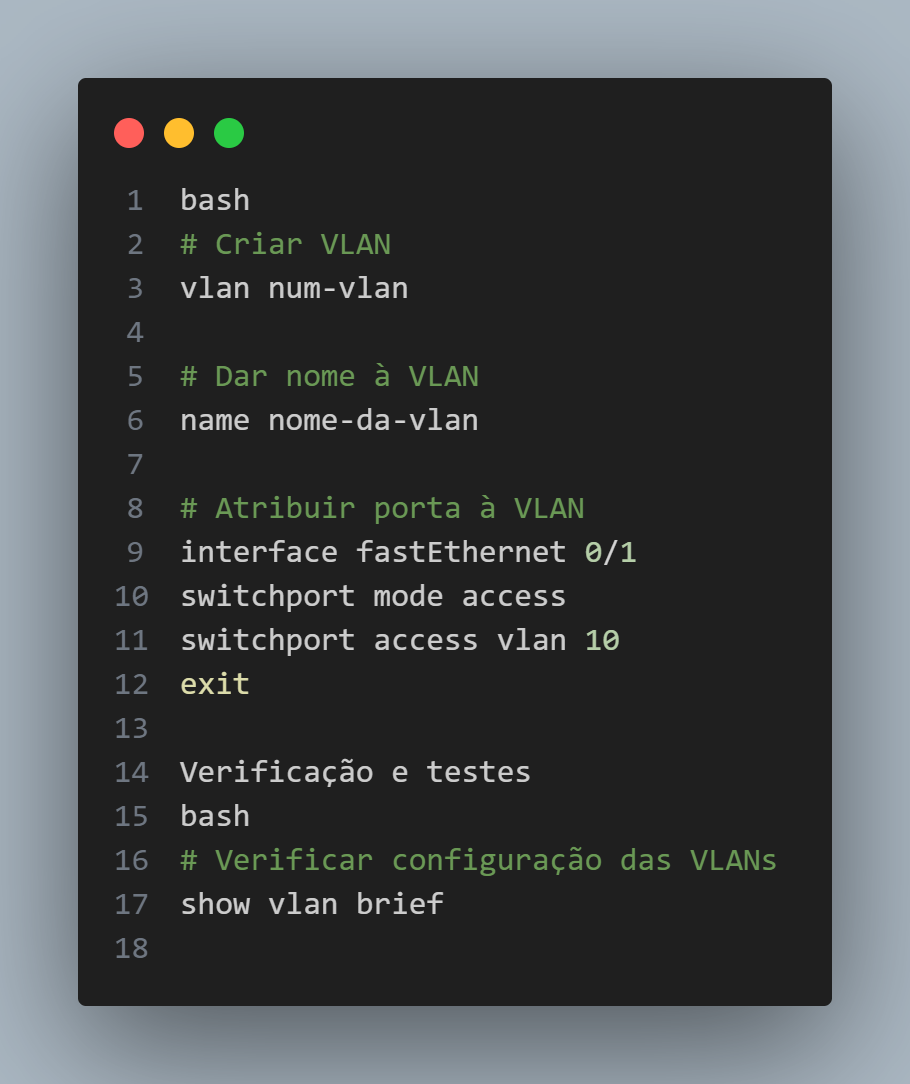 1 bash
2 # Criar VLAN
3 vlan num-vlan
4
5 # Dar nome à VLAN
6 name nome-da-vlan
7
8 # Atribuir porta à VLAN
9 interface fastEthernet 0/1
10 switchport mode access
11 switchport access vlan 10
12 exit
13
14 Verificação e testes
15 bash
16 # Verificar configuração das VLANs
17 show vlan brief
18